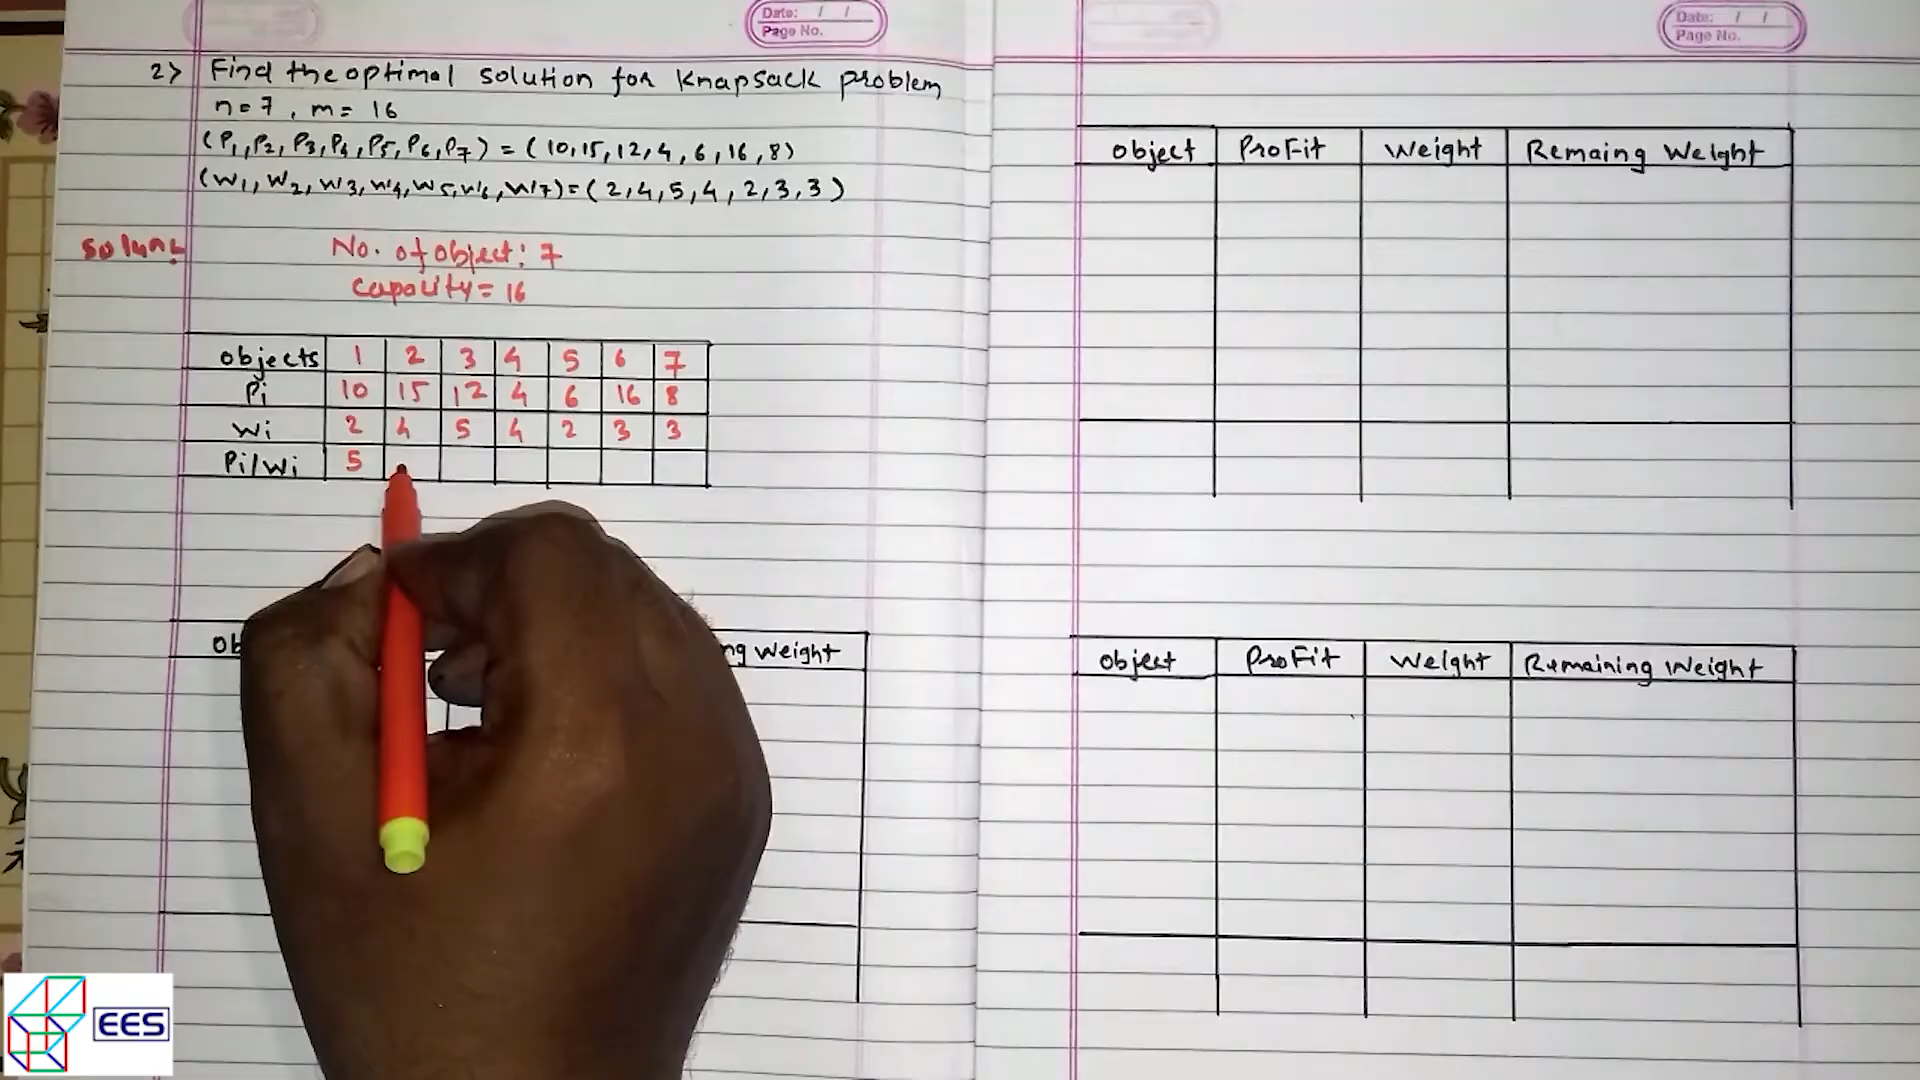 Date: / /
Page No.
2> Find the optimal solution for Knapsack problem
n=7, m=16
(P1,P2, P3,P4,P5,P6,P7) = (10,15,12,4,6,16,8)
(W1, W2, W3, W4, W5, W6, W7)=(2,4,5,4,2,3,3)
Soluns
No. of object: 7
capacity= 16
objects 1 2 3 4 5 6 7
Pi 10 15 12 4 6 16 8
Wi 2 4 5 4 2 3 3
Pi/Wi 5
Weight
EES
Date: / /
Page No.
object ProFit Weight Remaing Weight
object ProFit Weight Remaining Weight